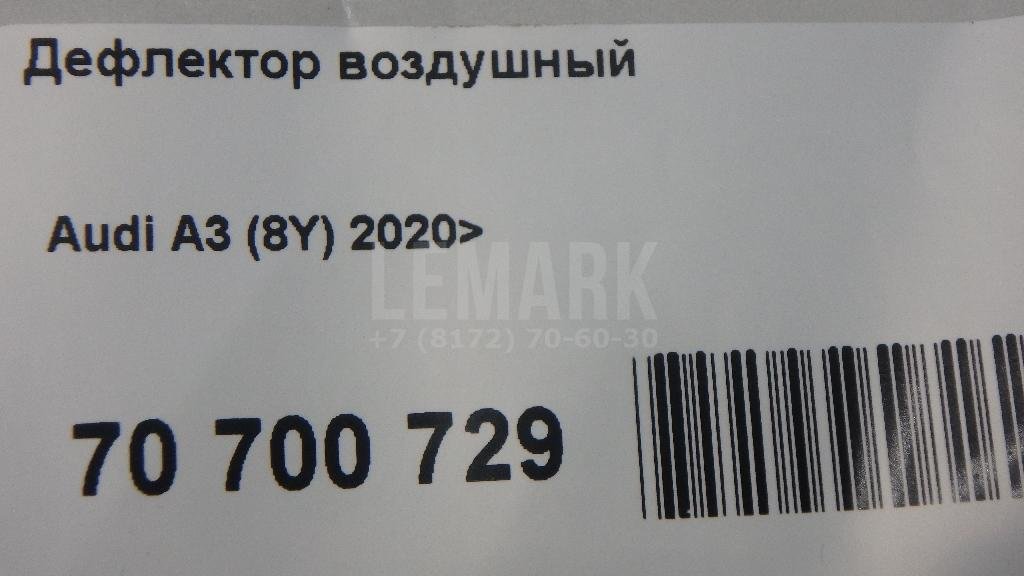 Дефлектор воздушный
Audi A3 (8Y) 2020>
LEMARK
+7 (8172) 70-60-30
70 700 729